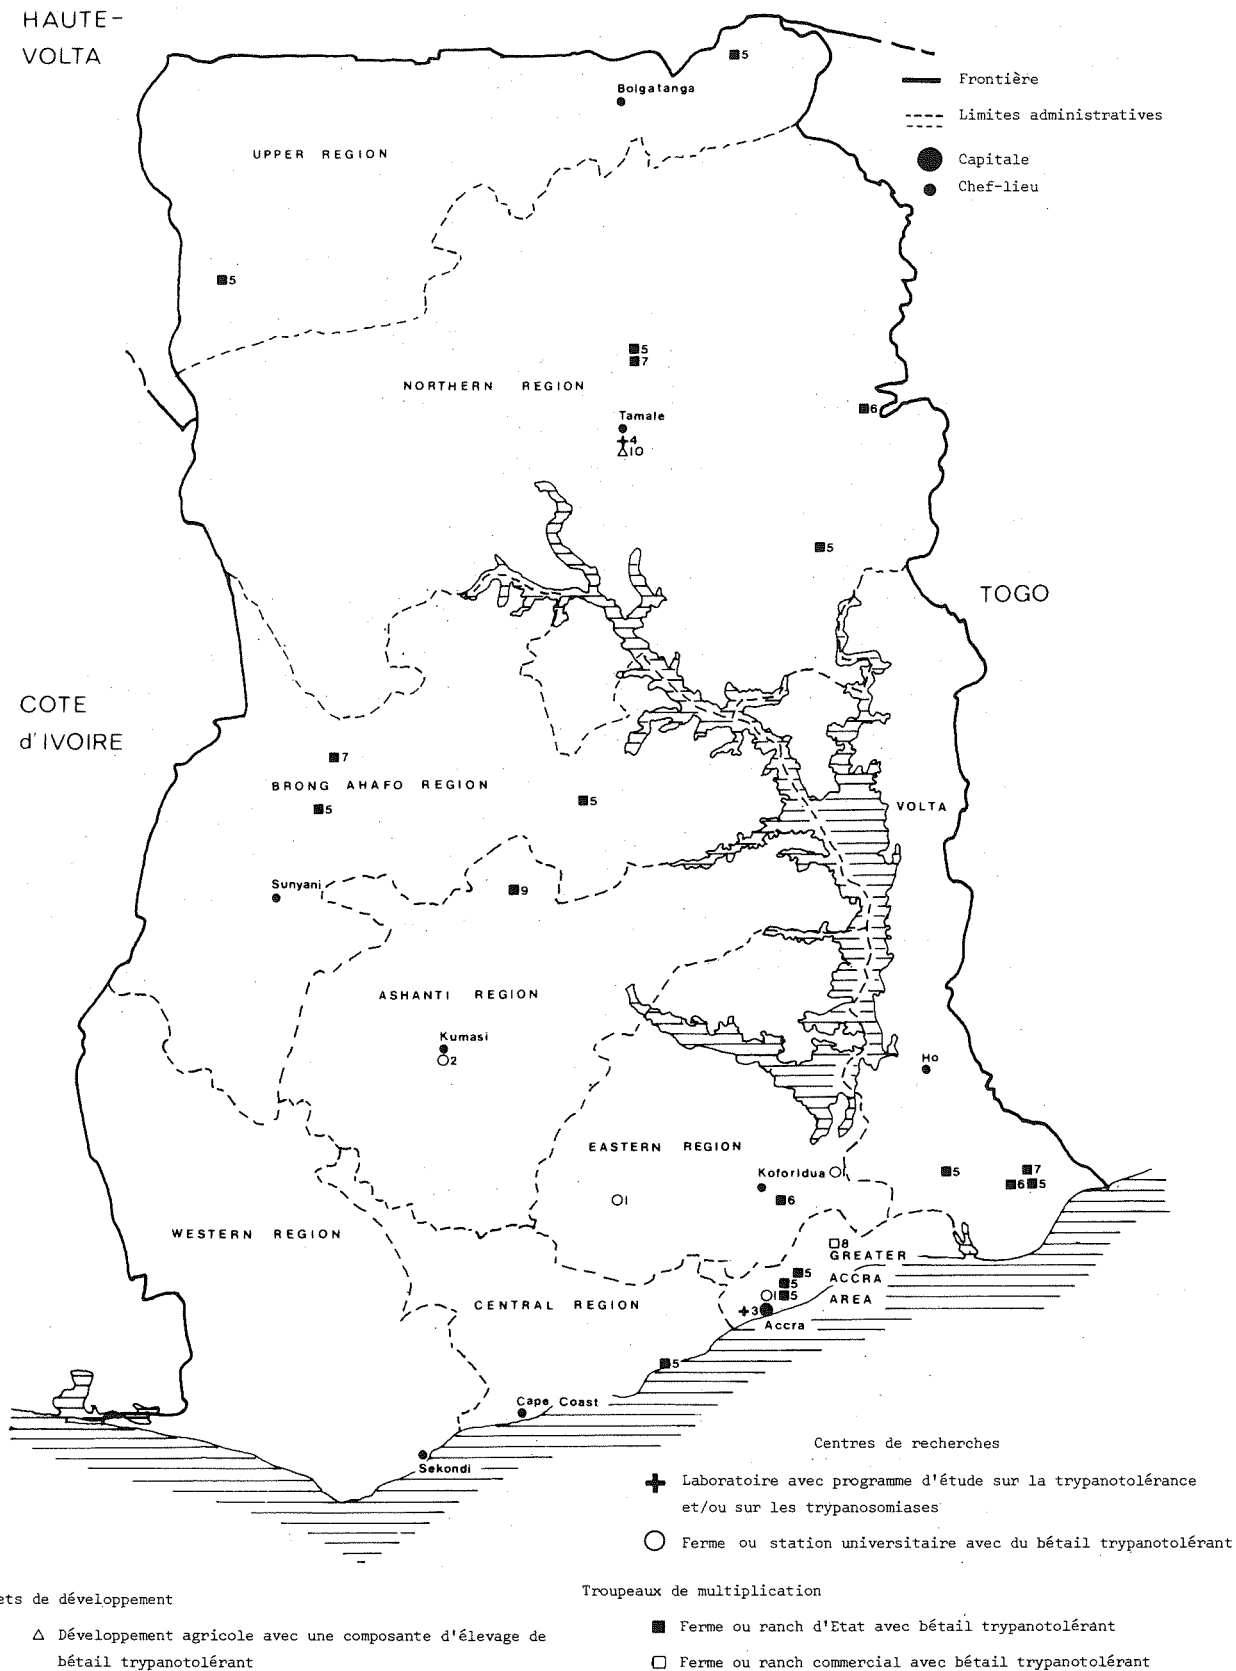 HAUTE-
VOLTA
5
Bolgatanga
Frontière
Limites administratives
UPPER REGION
Capitale
Chef-lieu
5
5
7
NORTHERN REGION
6
Tamale
4
10
5
TOGO
COTE
d'IVOIRE
7
BRONG AHAFO REGION
5
5
VOLTA
Sunyani
9
ASHANTI REGION
Kumasi
2
Ho
EASTERN REGION
Koforidua
1
5
7
6
5
1
6
WESTERN REGION
8
GREATER
ACCRA
AREA
5
5
1
5
3
Accra
CENTRAL REGION
5
Cape Coast
Sekondi
Centres de recherches
Laboratoire avec programme d'étude sur la trypanotolérance
et/ou sur les trypanosomiases
Ferme ou station universitaire avec du bétail trypanotolérant
ets de développement
Développement agricole avec une composante d'élevage de
bétail trypanotolérant
Troupeaux de multiplication
Ferme ou ranch d'Etat avec bétail trypanotolérant
Ferme ou ranch commercial avec bétail trypanotolérant